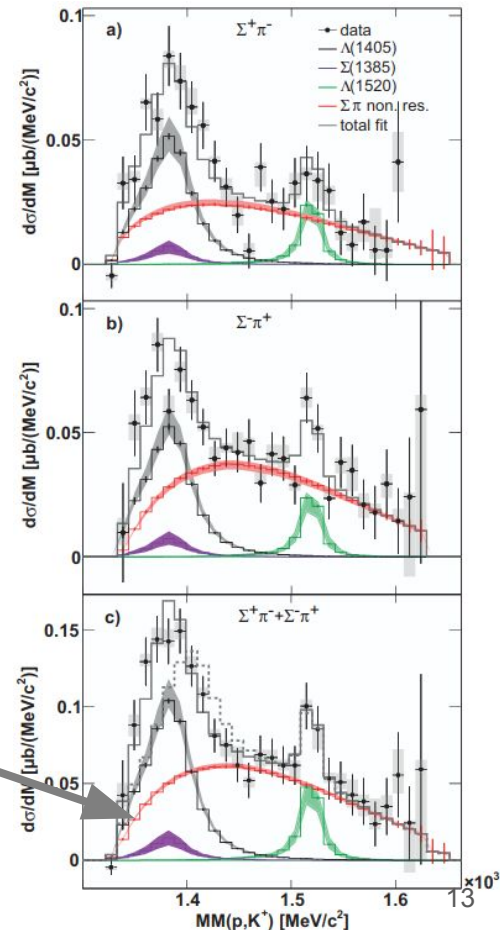 a) Σ⁺π⁻
data
Λ(1405)
Σ(1385)
Λ(1520)
Σπ non. res.
total fit
0.1
0.05
0
dσ/dM [μb/(MeV/c²)]
b) Σ⁻π⁺
0.1
0.05
0
dσ/dM [μb/(MeV/c²)]
c) Σ⁺π⁻+Σ⁻π⁺
0.15
0.1
0.05
0
dσ/dM [μb/(MeV/c²)]
1.4 1.5 1.6 ×10³
13
MM(p,K⁺) [MeV/c²]